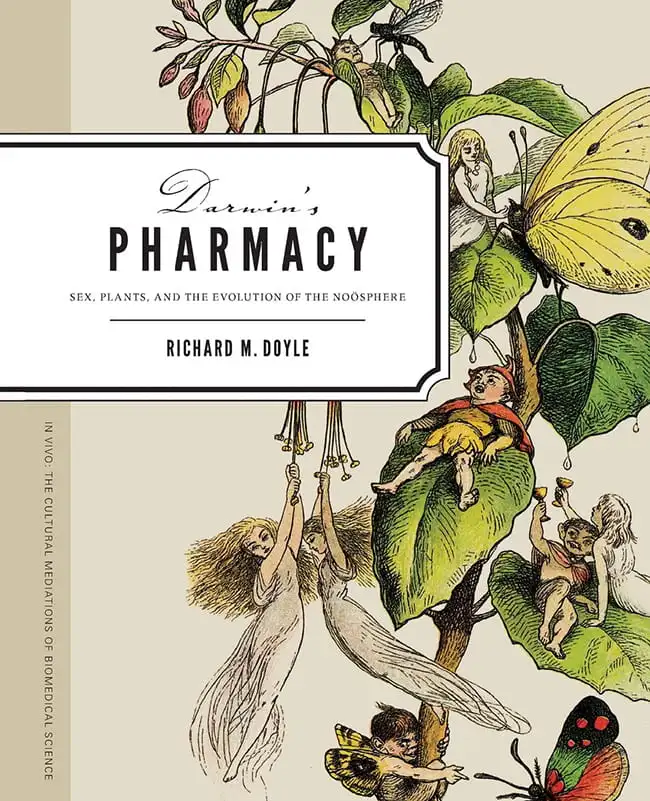 Darwin's
PHARMACY
SEX, PLANTS, AND THE EVOLUTION OF THE NOÖSPHERE
RICHARD M. DOYLE
IN VIVO: THE CULTURAL MEDIATIONS OF BIOMEDICAL SCIENCE